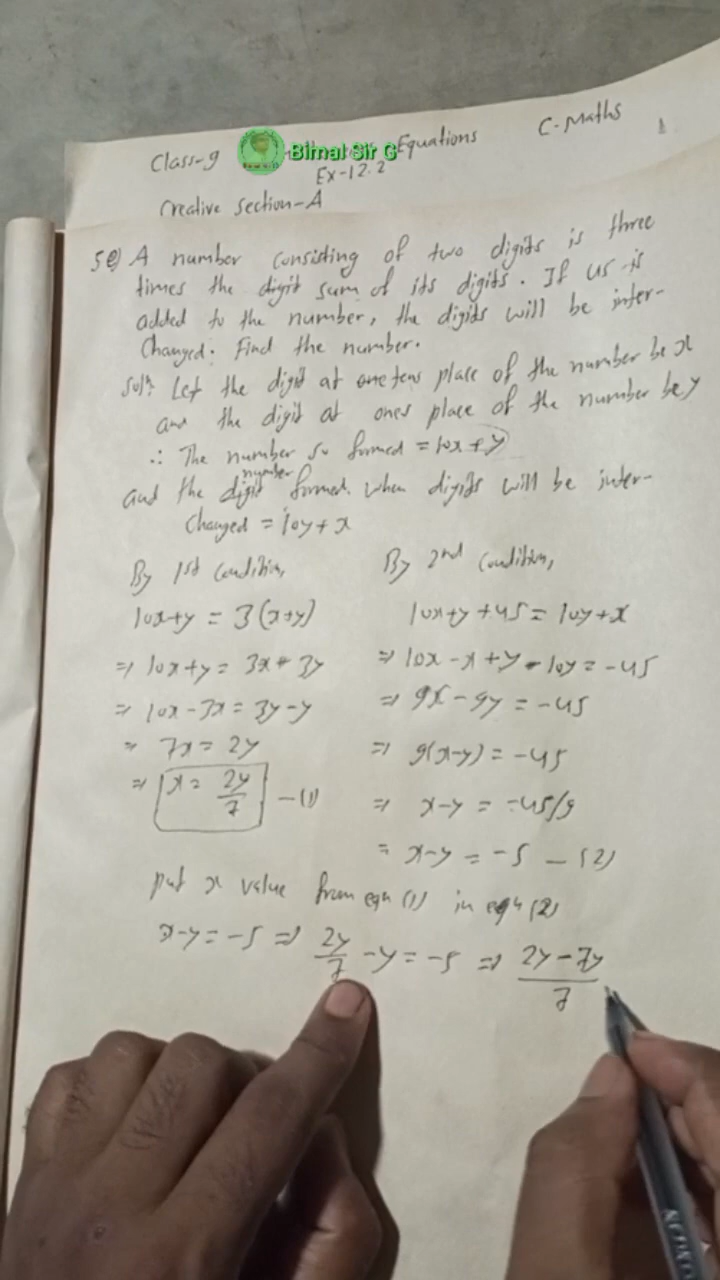 Class-9 Bimal Sir G Equations C. Maths
Ex-12.2
Creative Section-A
5e) A number consisting of two digits is three
times the digit sum of its digits. If 45 is
added to the number, the digits will be inter-
changed. Find the number.
Solⁿ: Let the digit at tens place of the number be x
and the digit at ones place of the number be y
∴ The number so formed = 10x+y
and the number formed when digits will be inter-
changed = 10y+x
By 1st condition,
10x+y = 3(x+y)
⇒ 10x+y = 3x+3y
⇒ 10x-3x = 3y-y
⇒ 7x = 2y
⇒ x = 2y/7 —(1)
By 2nd condition,
10x+y+45 = 10y+x
⇒ 10x-x+y-10y = -45
⇒ 9x-9y = -45
⇒ 9(x-y) = -45
⇒ x-y = -45/9
= x-y = -5 —(2)
put x value from eqn (1) in eqn (2)
x-y = -5 ⇒ 2y/7 - y = -5 ⇒ 2y-7y/7